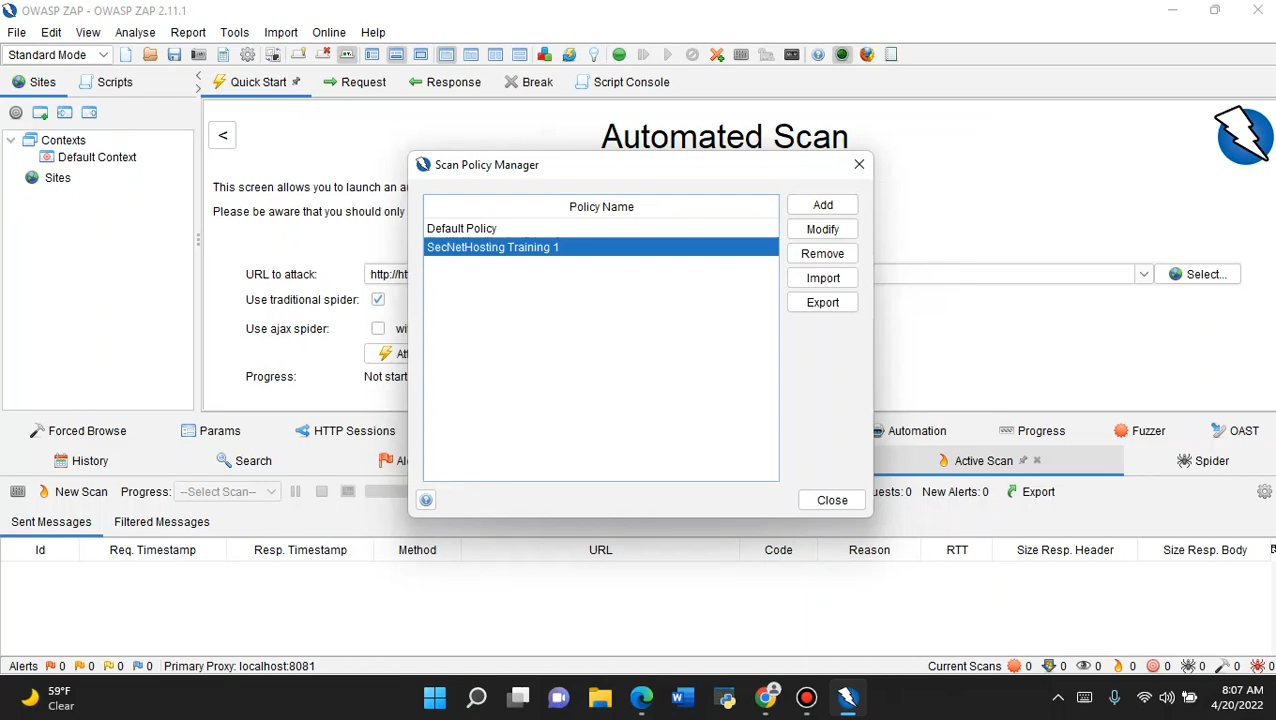 OWASP ZAP - OWASP ZAP 2.11.1
File Edit View Analyse Report Tools Import Online Help
Standard Mode
Sites Scripts Quick Start Request Response Break Script Console
<
Automated Scan
Contexts
Default Context
Sites
This screen allows you to launch an au
Please be aware that you should only
URL to attack: http://ht Select...
Use traditional spider:
Use ajax spider: wi
Att
Progress: Not start
Scan Policy Manager
Policy Name
Default Policy
SecNetHosting Training 1
Add
Modify
Remove
Import
Export
Close
Forced Browse Params HTTP Sessions Automation Progress Fuzzer OAST
History Search Ale Active Scan Spider
New Scan Progress: --Select Scan-- uests: 0 New Alerts: 0 Export
Sent Messages Filtered Messages
Id Req. Timestamp Resp. Timestamp Method URL Code Reason RTT Size Resp. Header Size Resp. Body
Alerts 0 0 0 0 Primary Proxy: localhost:8081 Current Scans 0 0 0 0 0 0 0 0
59°F
Clear
8:07 AM
4/20/2022